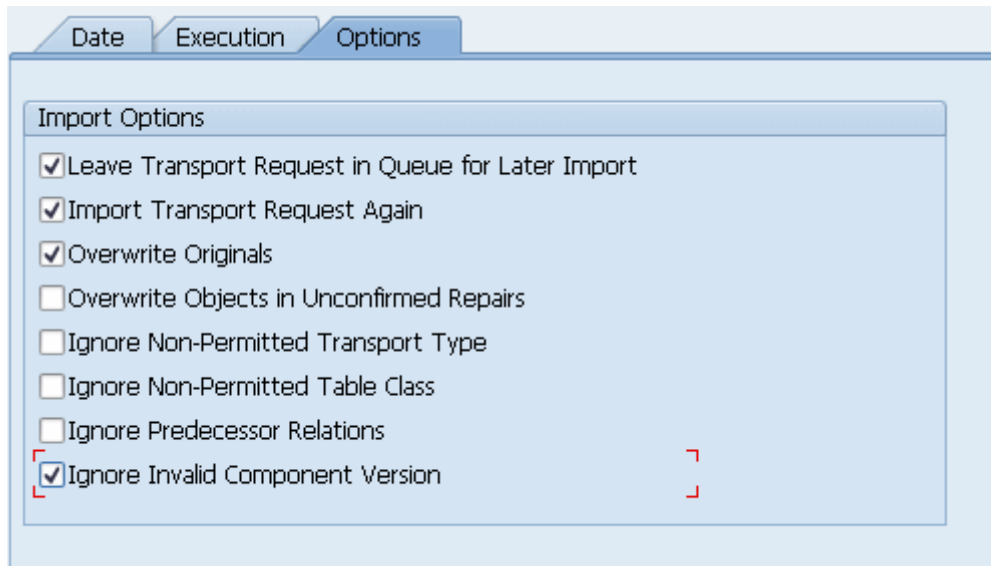 Date Execution Options
Import Options
Leave Transport Request in Queue for Later Import
Import Transport Request Again
Overwrite Originals
Overwrite Objects in Unconfirmed Repairs
Ignore Non-Permitted Transport Type
Ignore Non-Permitted Table Class
Ignore Predecessor Relations
Ignore Invalid Component Version